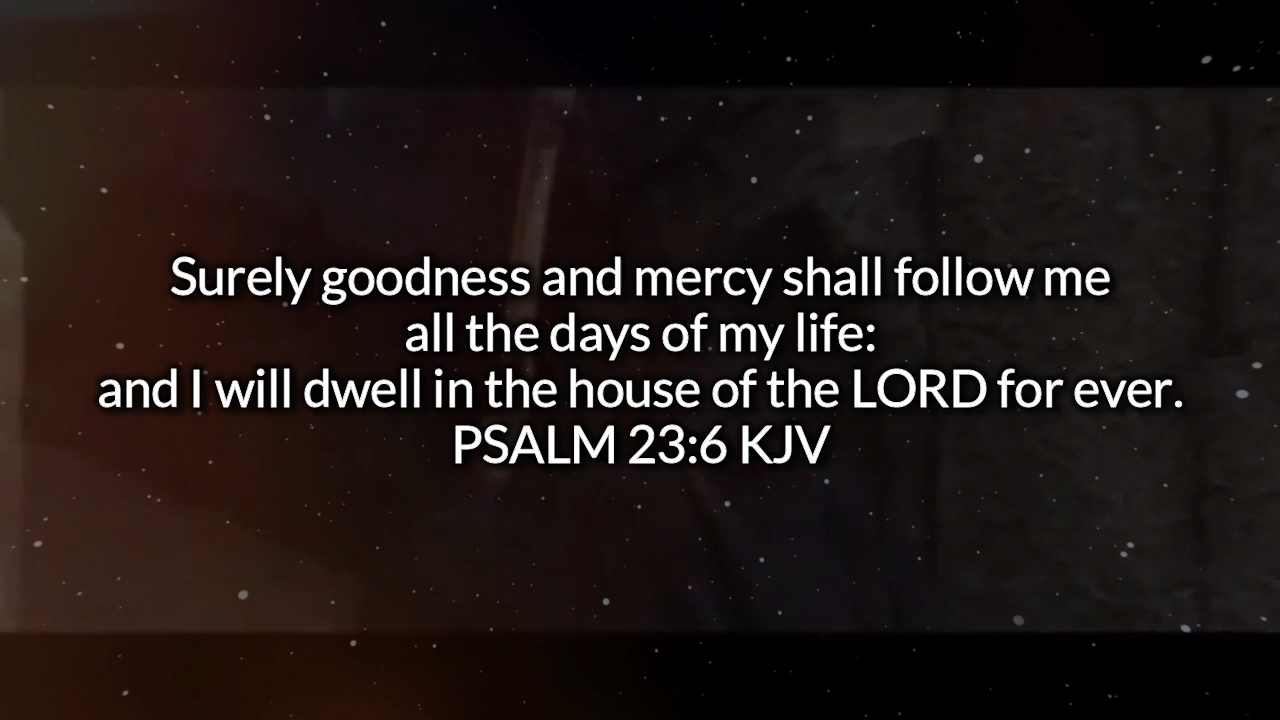 Surely goodness and mercy shall follow me
all the days of my life:
and I will dwell in the house of the LORD for ever.
PSALM 23:6 KJV